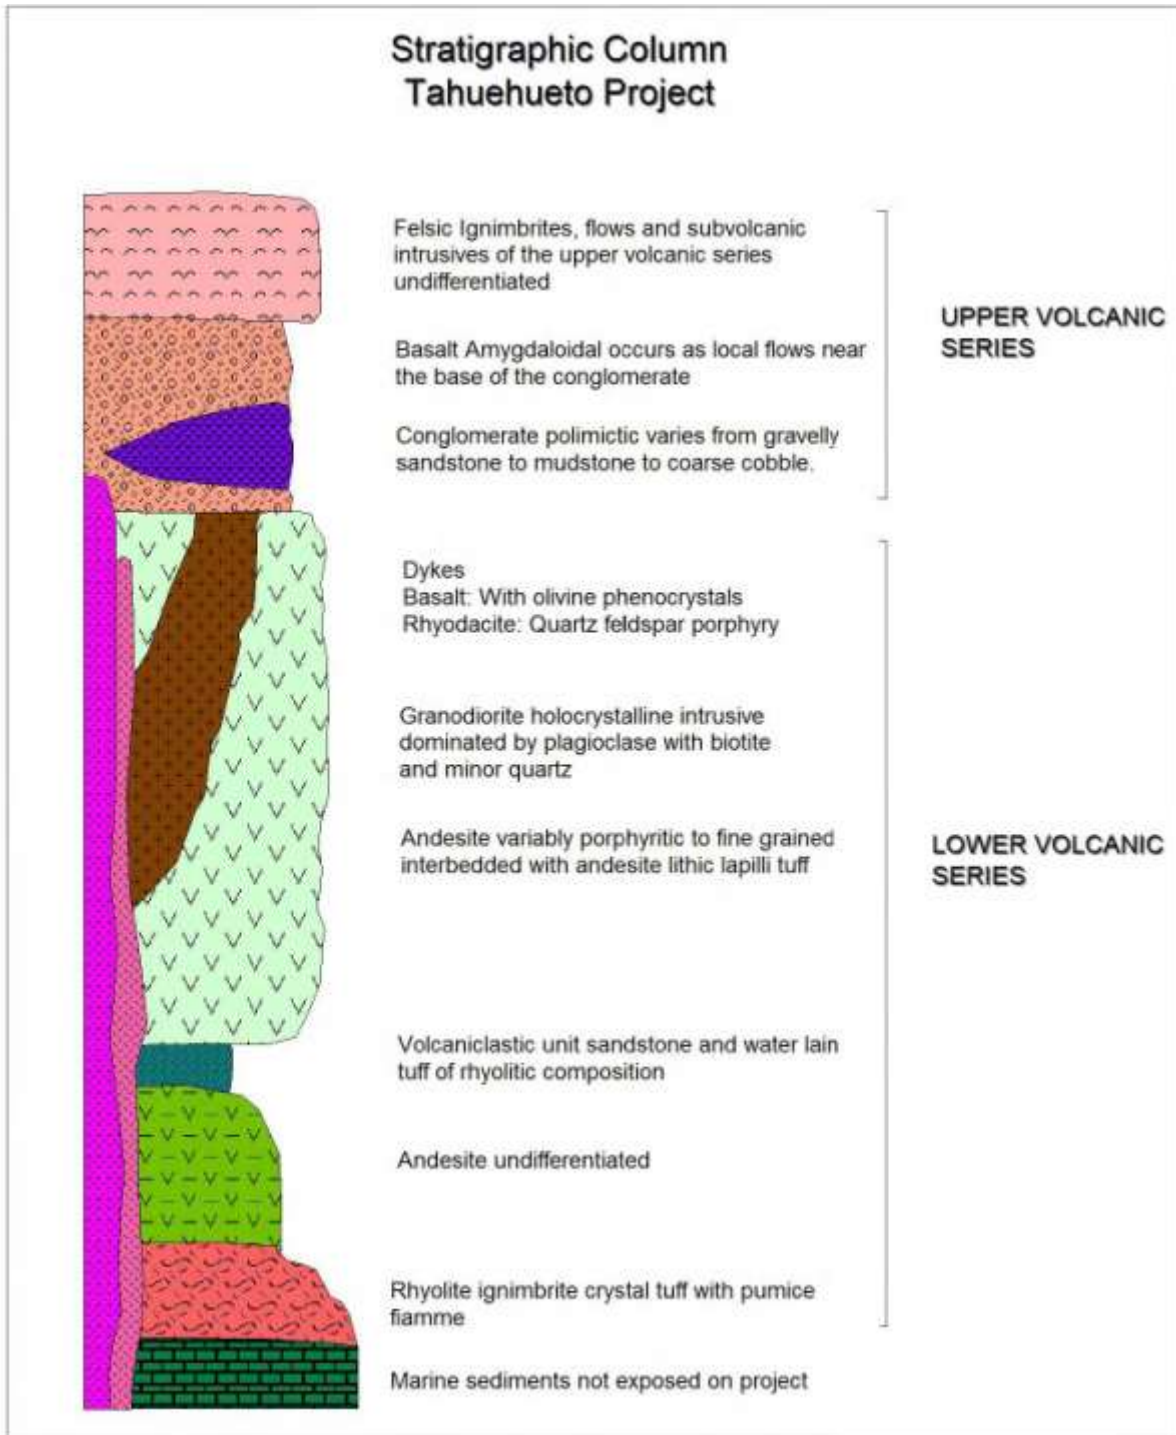 Stratigraphic Column
Tahuehueto Project
Felsic Ignimbrites, flows and subvolcanic
intrusives of the upper volcanic series
undifferentiated
UPPER VOLCANIC
SERIES
Basalt Amygdaloidal occurs as local flows near
the base of the conglomerate
Conglomerate polimictic varies from gravelly
sandstone to mudstone to coarse cobble.
Dykes
Basalt: With olivine phenocrystals
Rhyodacite: Quartz feldspar porphyry
Granodiorite holocrystalline intrusive
dominated by plagioclase with biotite
and minor quartz
Andesite variably porphyritic to fine grained
interbedded with andesite lithic lapilli tuff
LOWER VOLCANIC
SERIES
Volcaniclastic unit sandstone and water lain
tuff of rhyolitic composition
Andesite undifferentiated
Rhyolite ignimbrite crystal tuff with pumice
fiamme
Marine sediments not exposed on project